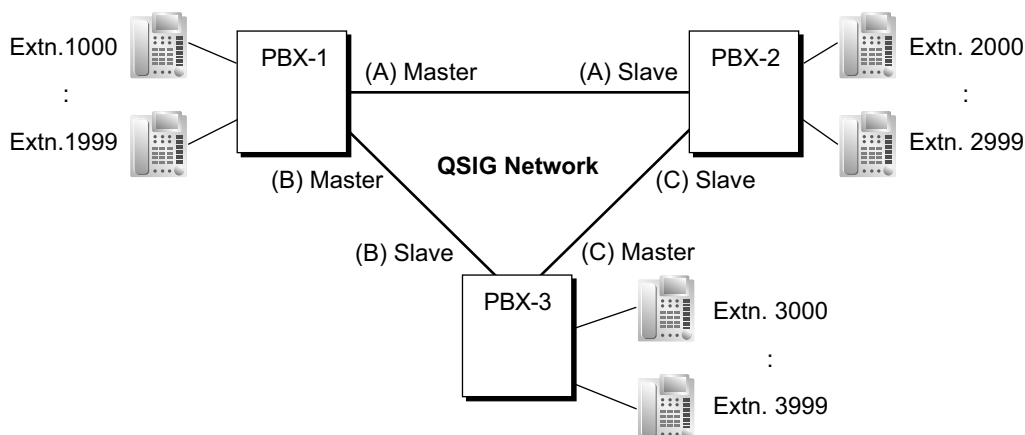 Extn.1000
:
Extn.1999
PBX-1
(A) Master
(A) Slave
PBX-2
Extn. 2000
:
Extn. 2999
(B) Master
QSIG Network
(C) Slave
(B) Slave
(C) Master
PBX-3
Extn. 3000
:
Extn. 3999